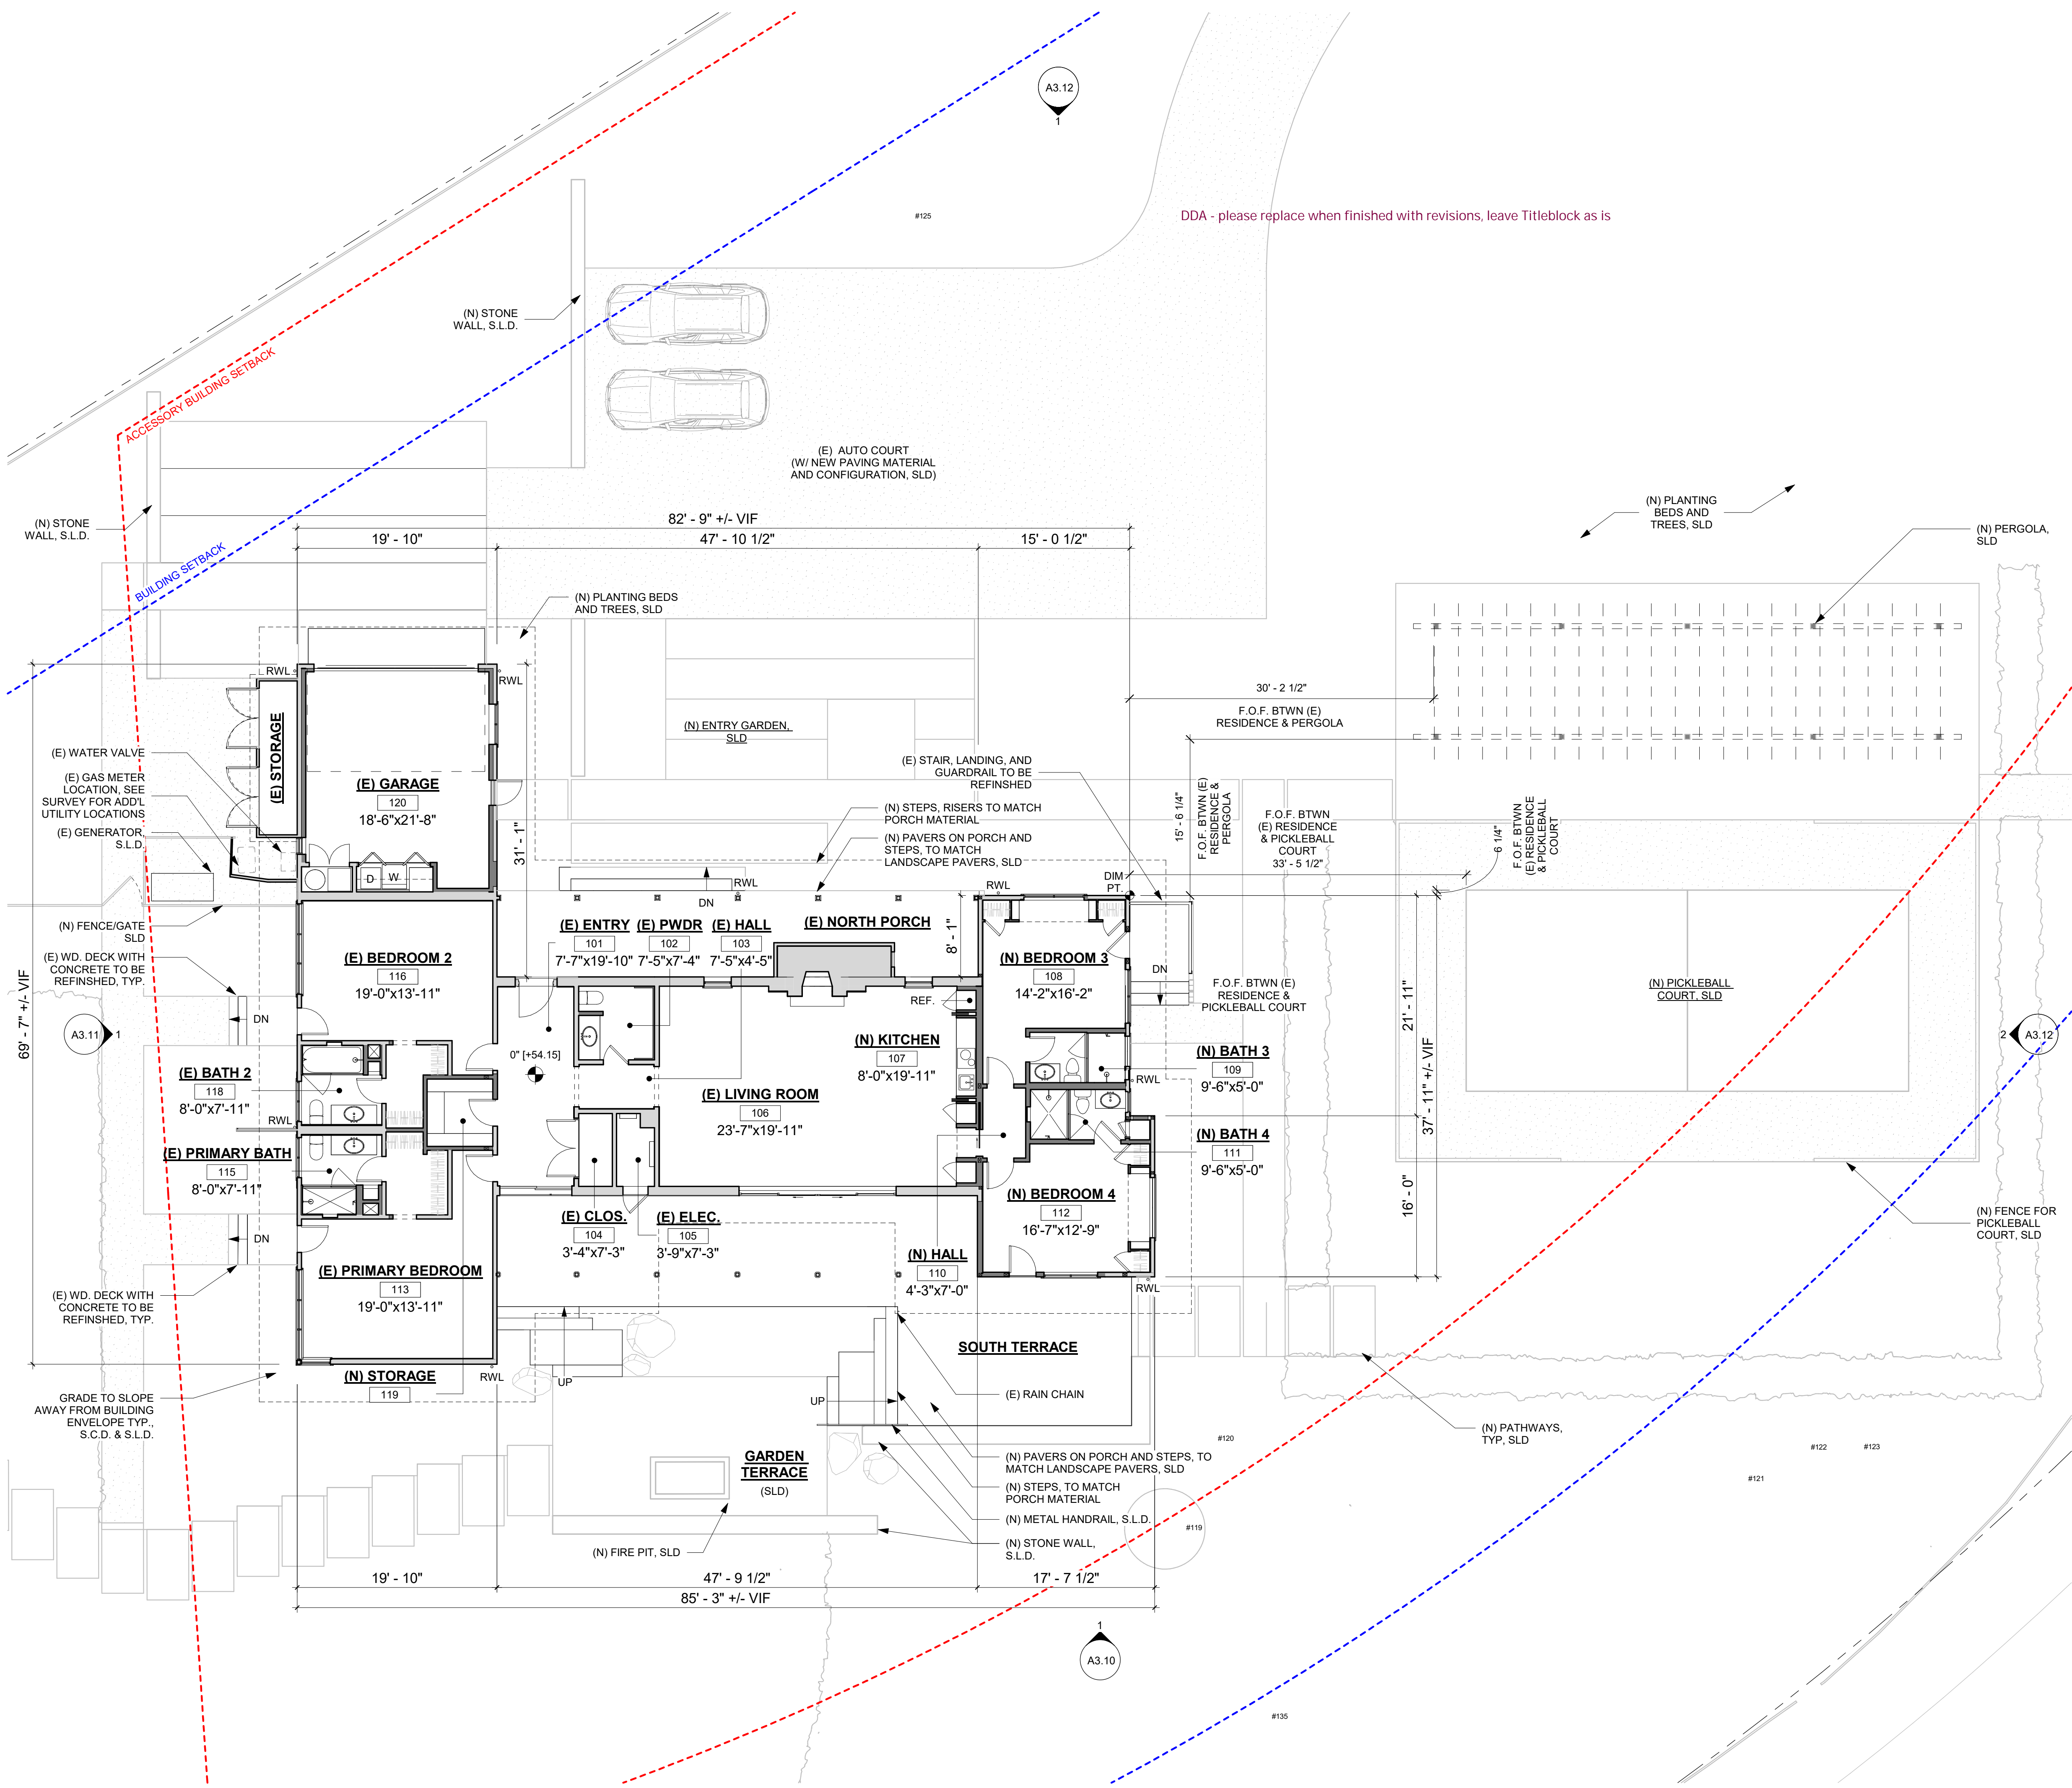 A3.12
1
#125
DDA - please replace when finished with revisions, leave Titleblock as is
(N) STONE
WALL, S.L.D.
ACCESSORY BUILDING SETBACK
(E) AUTO COURT
(W/ NEW PAVING MATERIAL
AND CONFIGURATION, SLD)
(N) STONE
WALL, S.L.D.
BUILDING SETBACK
82' - 9" +/- VIF
19' - 10"
47' - 10 1/2"
15' - 0 1/2"
(N) PLANTING
BEDS AND
TREES, SLD
(N) PERGOLA,
SLD
(N) PLANTING BEDS
AND TREES, SLD
RWL
RWL
30' - 2 1/2"
F.O.F. BTWN (E)
RESIDENCE & PERGOLA
(N) ENTRY GARDEN,
SLD
(E) STORAGE
(E) WATER VALVE
(E) GAS METER
LOCATION, SEE
SURVEY FOR ADD'L
UTILITY LOCATIONS
(E) GENERATOR,
S.L.D.
(E) GARAGE
120
18'-6"x21'-8"
D
W
31' - 1"
(E) STAIR, LANDING, AND
GUARDRAIL TO BE
REFINSHED
(N) STEPS, RISERS TO MATCH
PORCH MATERIAL
(N) PAVERS ON PORCH AND
STEPS, TO MATCH
LANDSCAPE PAVERS, SLD
15' - 6 1/4"
F.O.F. BTWN (E)
RESIDENCE &
PERGOLA
F.O.F. BTWN
(E) RESIDENCE
& PICKLEBALL
COURT
33' - 5 1/2"
6 1/4"
F.O.F. BTWN
(E) RESIDENCE
& PICKLEBALL
COURT
RWL
DN
RWL
DIM
PT.
(N) FENCE/GATE
SLD
(E) WD. DECK WITH
CONCRETE TO BE
REFINSHED, TYP.
DN
A3.11
1
69' - 7" +/- VIF
(E) BEDROOM 2
116
19'-0"x13'-11"
(E) ENTRY
101
7'-7"x19'-10"
(E) PWDR
102
7'-5"x7'-4"
(E) HALL
103
7'-5"x4'-5"
(E) NORTH PORCH
8' - 1"
(N) BEDROOM 3
108
14'-2"x16'-2"
DN
F.O.F. BTWN (E)
RESIDENCE &
PICKLEBALL COURT
(N) PICKLEBALL
COURT, SLD
21' - 11"
37' - 11" +/- VIF
16' - 0"
2
A3.12
REF.
(N) KITCHEN
107
8'-0"x19'-11"
0" [+54.15]
(E) BATH 2
118
8'-0"x7'-11"
RWL
(E) LIVING ROOM
106
23'-7"x19'-11"
(N) BATH 3
109
9'-6"x5'-0"
RWL
(N) BATH 4
111
9'-6"x5'-0"
(E) PRIMARY BATH
115
8'-0"x7'-11"
DN
(E) CLOS.
104
3'-4"x7'-3"
(E) ELEC.
105
3'-9"x7'-3"
(N) BEDROOM 4
112
16'-7"x12'-9"
(N) HALL
110
4'-3"x7'-0"
RWL
(N) FENCE FOR
PICKLEBALL
COURT, SLD
(E) PRIMARY BEDROOM
113
19'-0"x13'-11"
(E) WD. DECK WITH
CONCRETE TO BE
REFINSHED, TYP.
(N) STORAGE
119
RWL
UP
SOUTH TERRACE
UP
(E) RAIN CHAIN
GRADE TO SLOPE
AWAY FROM BUILDING
ENVELOPE TYP.,
S.C.D. & S.L.D.
(N) PATHWAYS,
TYP, SLD
#120
#122
#123
#121
GARDEN
TERRACE
(SLD)
(N) PAVERS ON PORCH AND STEPS, TO
MATCH LANDSCAPE PAVERS, SLD
(N) STEPS, TO MATCH
PORCH MATERIAL
(N) METAL HANDRAIL, S.L.D.
(N) STONE WALL,
S.L.D.
#119
(N) FIRE PIT, SLD
19' - 10"
47' - 9 1/2"
17' - 7 1/2"
85' - 3" +/- VIF
1
A3.10
#135